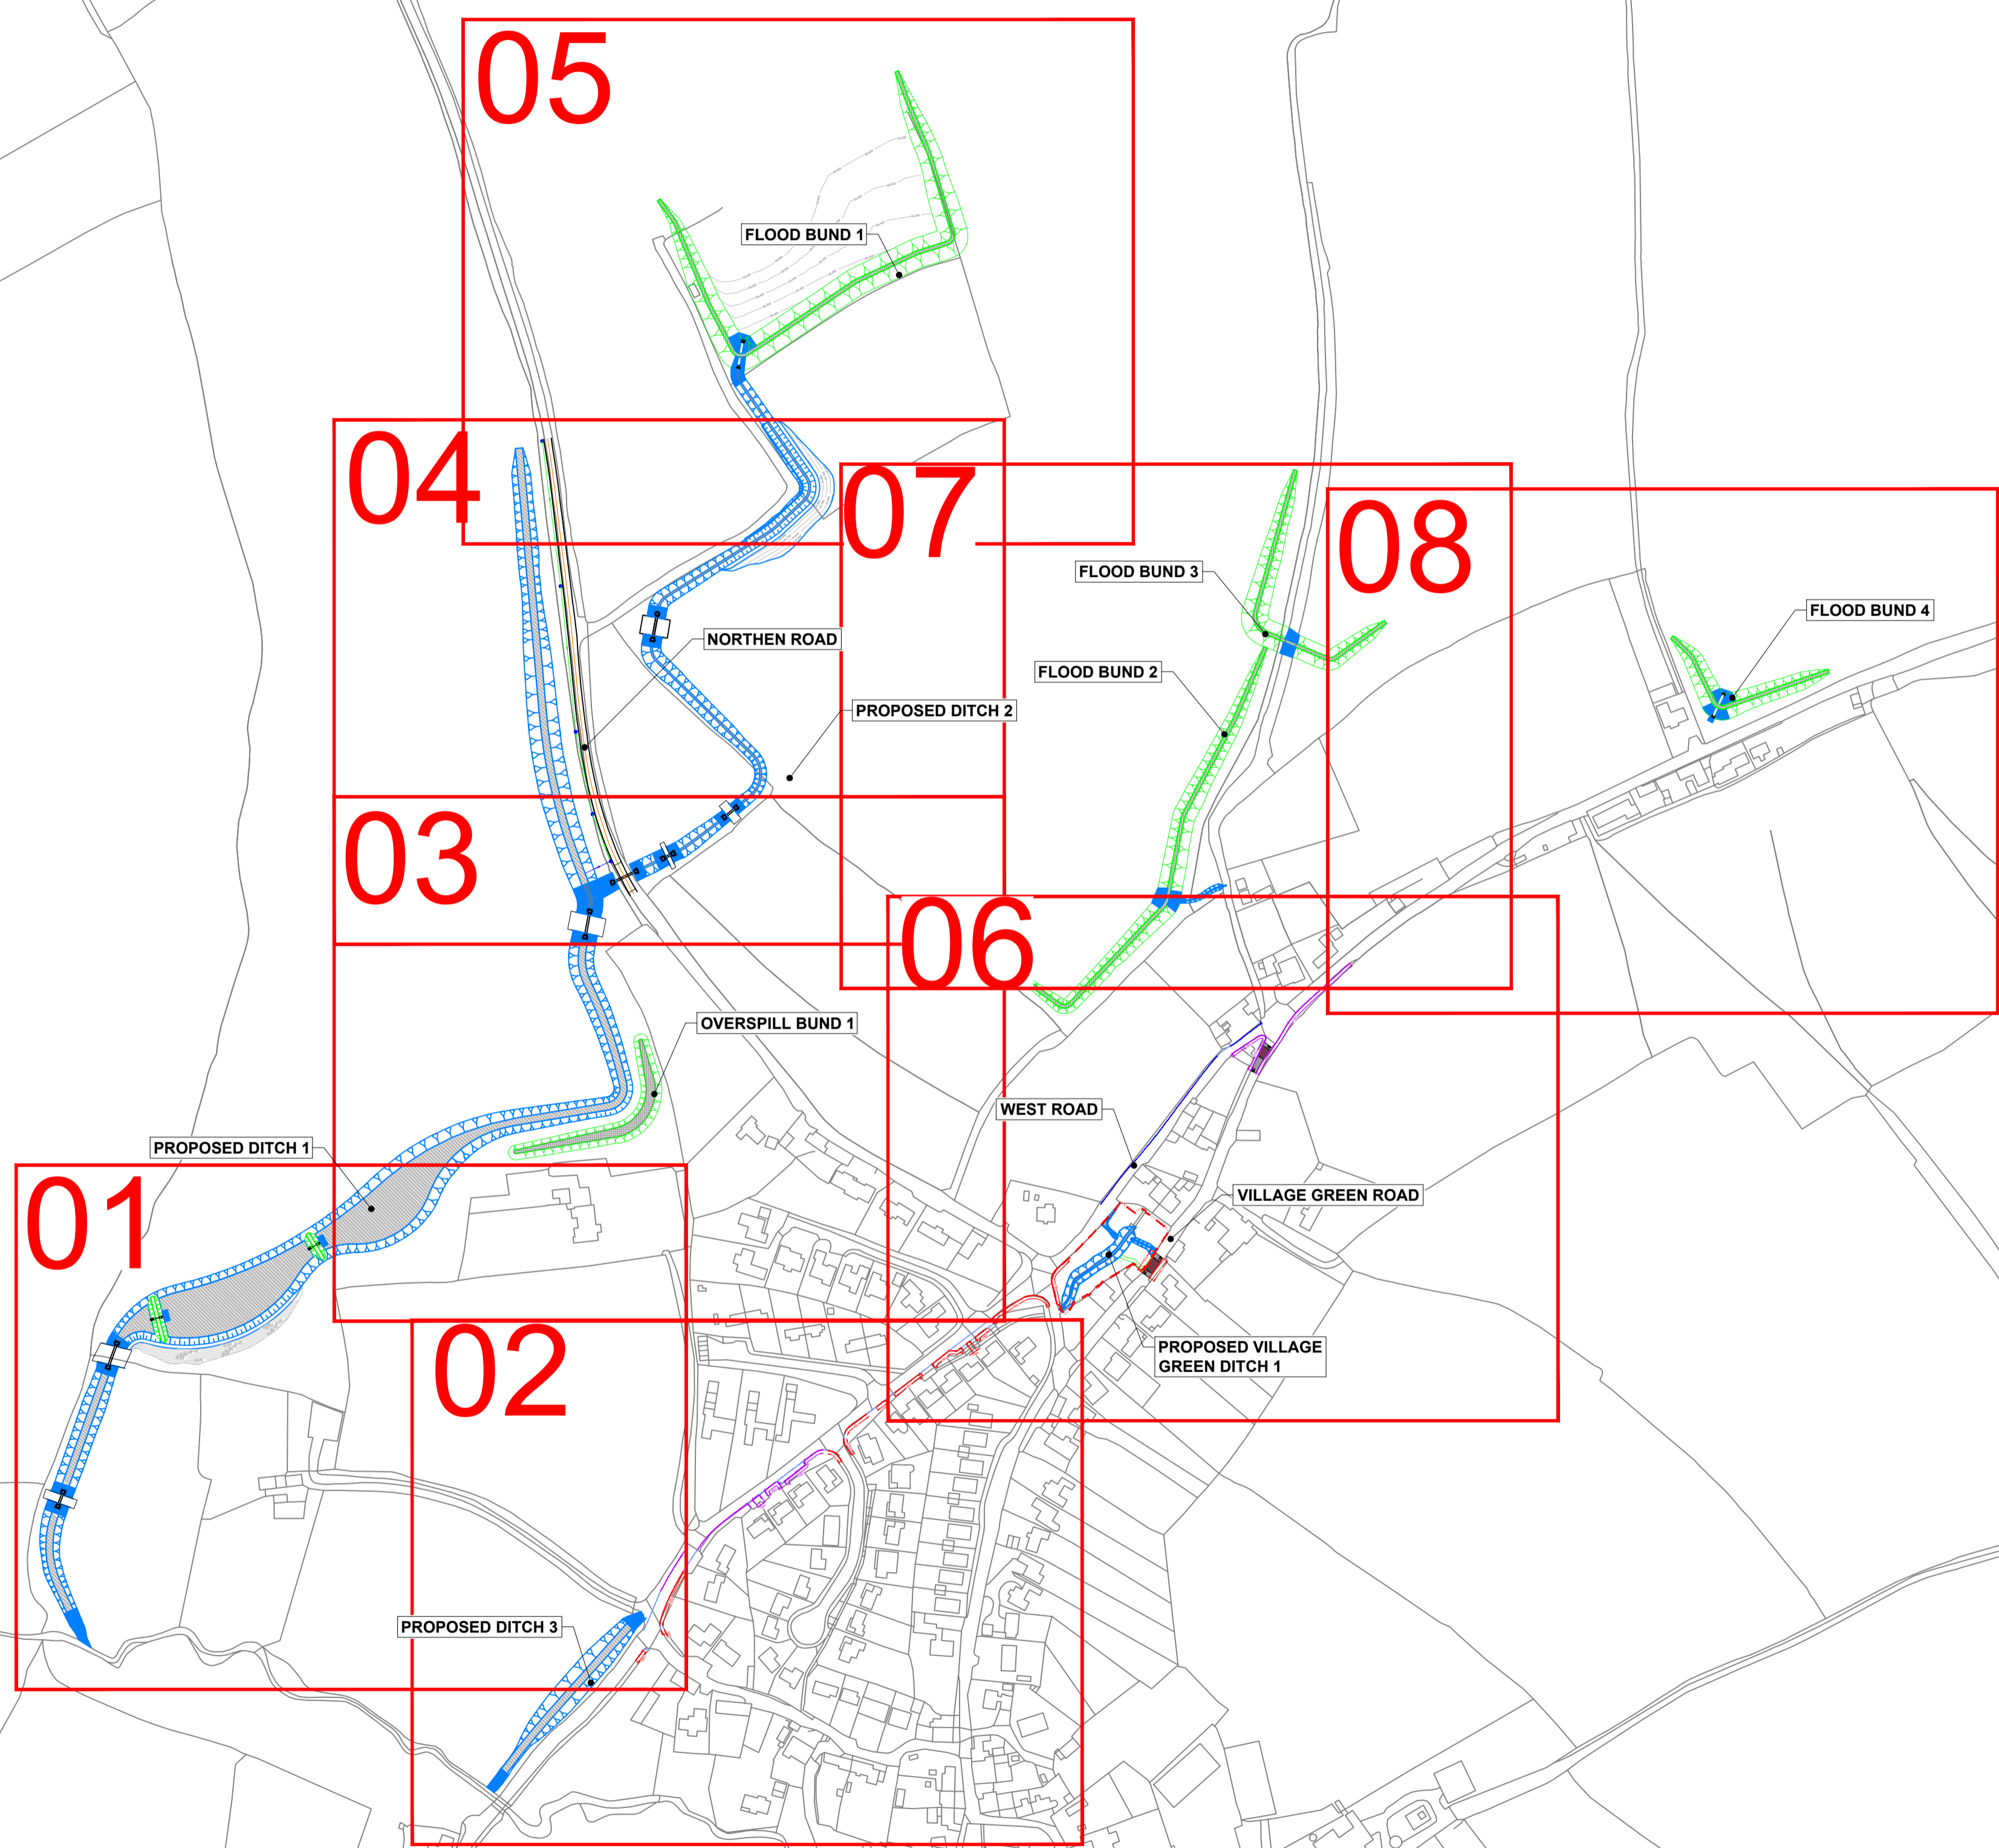 05
FLOOD BUND 1
04
07
08
FLOOD BUND 3
FLOOD BUND 4
NORTHEN ROAD
FLOOD BUND 2
PROPOSED DITCH 2
03
06
OVERSPILL BUND 1
WEST ROAD
PROPOSED DITCH 1
01
VILLAGE GREEN ROAD
02
PROPOSED VILLAGE
GREEN DITCH 1
PROPOSED DITCH 3